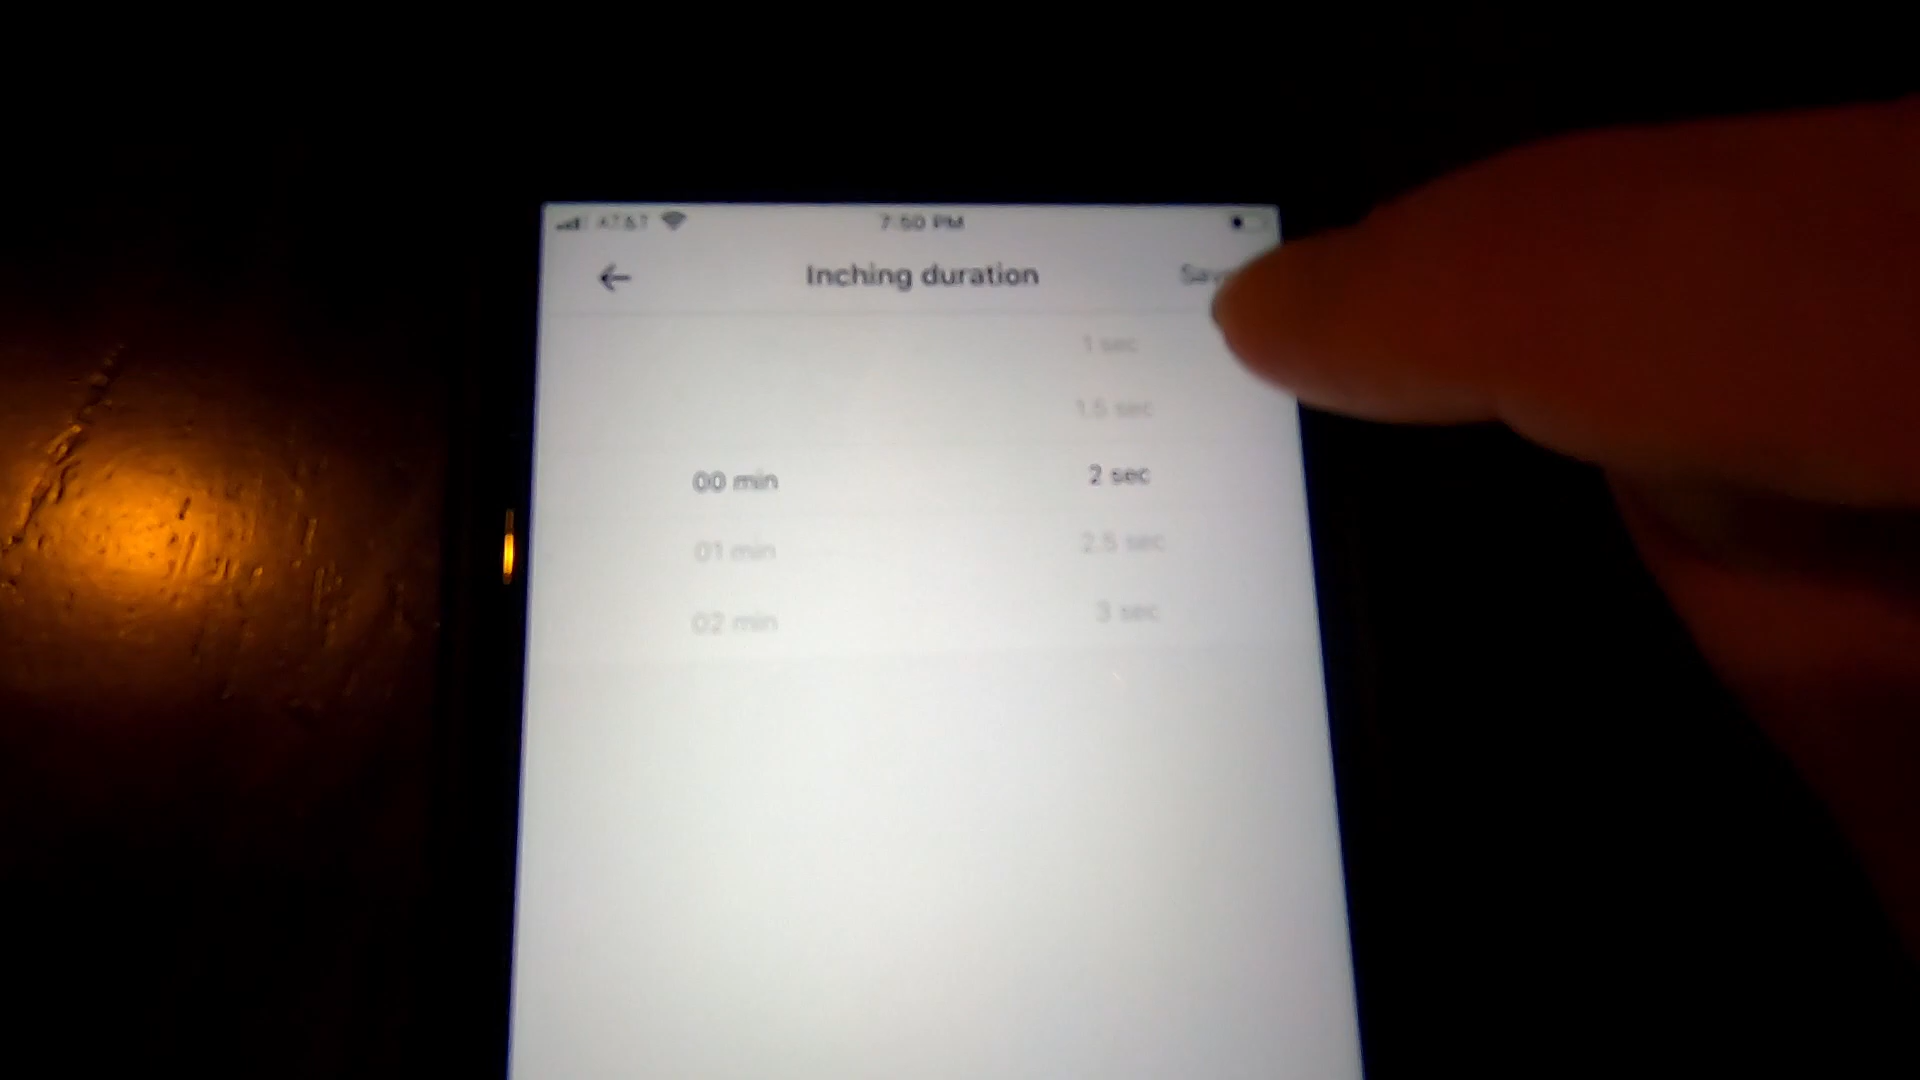 AT&T 7:50 PM
Inching duration Save
1 sec
1.5 sec
00 min 2 sec
01 min 2.5 sec
02 min 3 sec